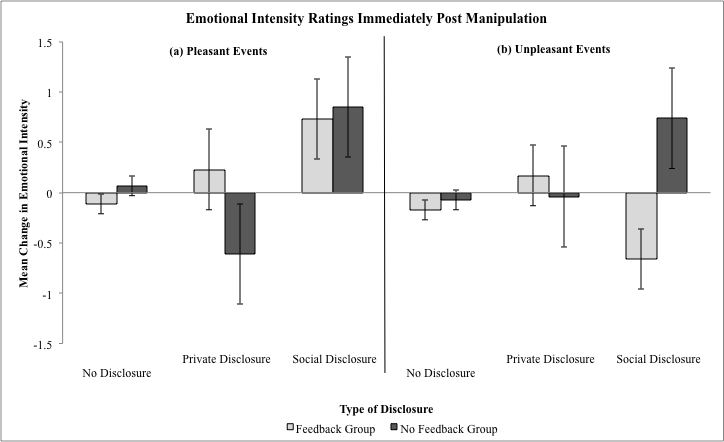 Emotional Intensity Ratings Immediately Post Manipulation
(a) Pleasant Events
(b) Unpleasant Events
Mean Change in Emotional Intensity
1.5
1
0.5
0
-0.5
-1
-1.5
No Disclosure
Private Disclosure
Social Disclosure
No Disclosure
Private Disclosure
Social Disclosure
Type of Disclosure
Feedback Group
No Feedback Group